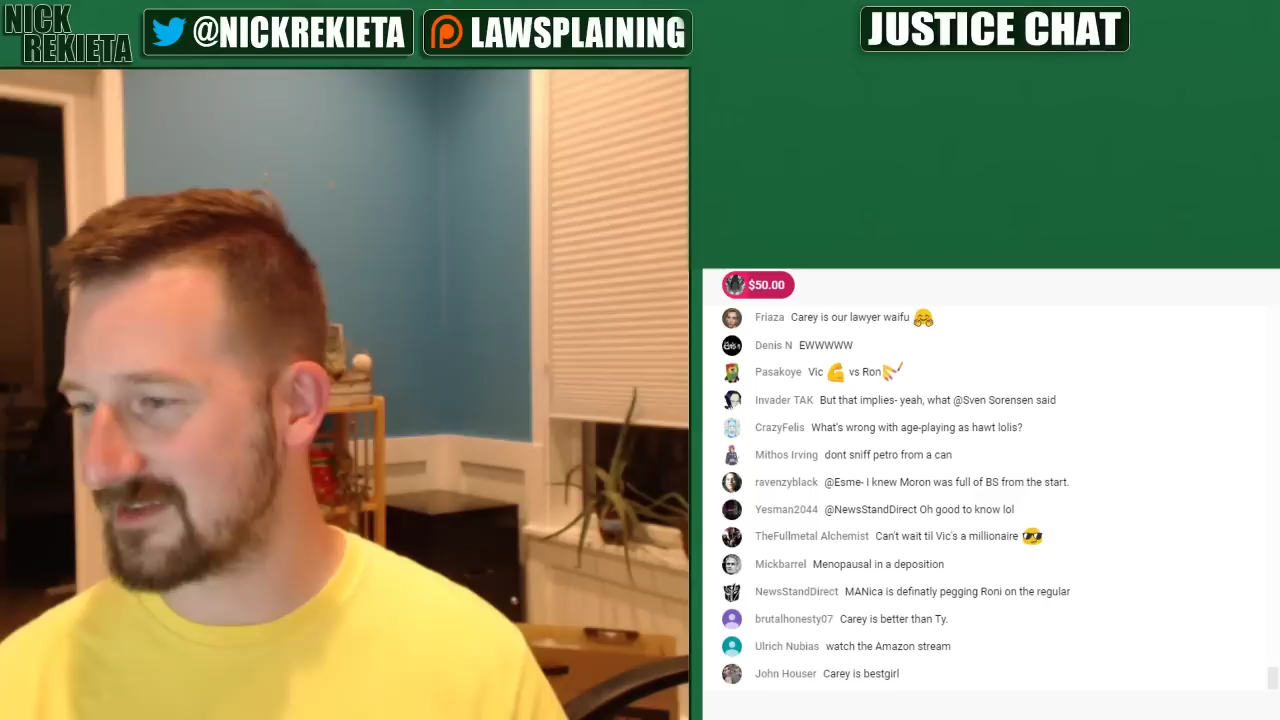 NICK
REKIETA
@NICKREKIETA
LAWSPLAINING
JUSTICE CHAT
$50.00
Friaza Carey is our lawyer waifu
Denis N EWWWWW
Pasakoye Vic vs Ron
Invader TAK But that implies- yeah, what @Sven Sorensen said
CrazyFelis What's wrong with age-playing as hawt lolis?
Mithos Irving dont sniff petro from a can
ravenzyblack @Esme- I knew Moron was full of BS from the start.
Yesman2044 @NewsStandDirect Oh good to know lol
TheFullmetal Alchemist Can't wait til Vic's a millionaire
Mickbarrel Menopausal in a deposition
NewsStandDirect MANica is definatly pegging Roni on the regular
brutalhonesty07 Carey is better than Ty.
Ulrich Nubias watch the Amazon stream
John Houser Carey is bestgirl